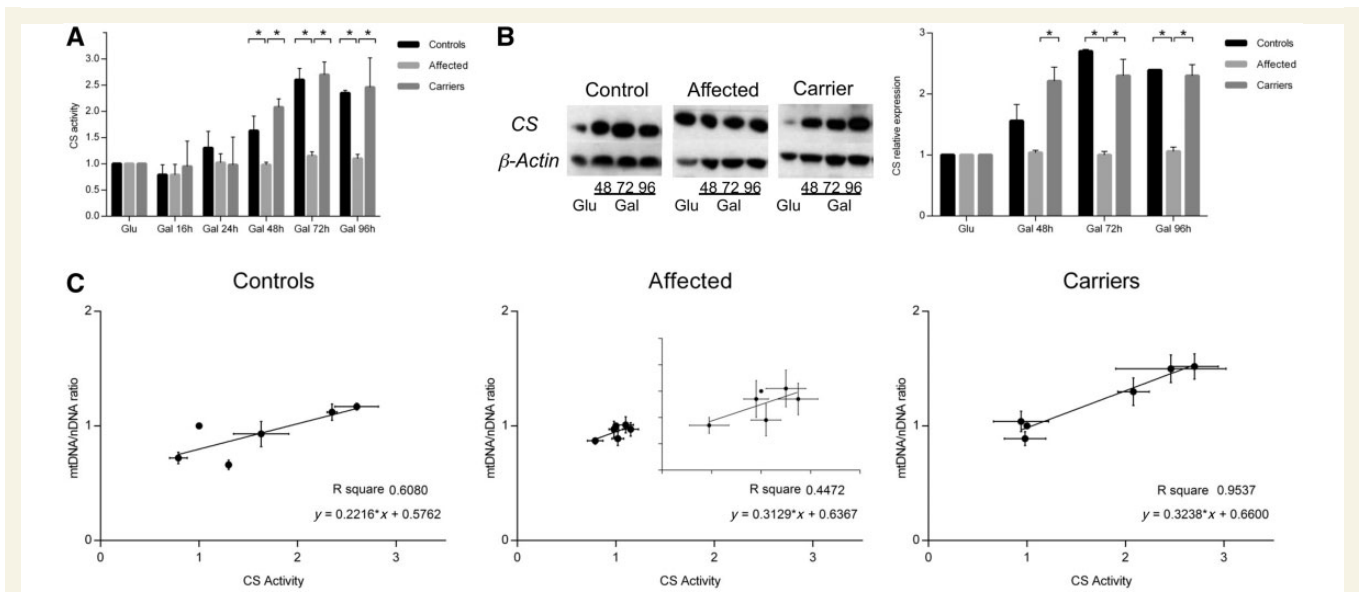 A
CS activity
3.0
2.5
2.0
1.5
1.0
0.5
0.0
Glu Gal 16h Gal 24h Gal 48h Gal 72h Gal 96h
* * * * * *
Controls
Affected
Carriers
B
Control Affected Carrier
CS
β-Actin
48 72 96 48 72 96 48 72 96
Glu Gal Glu Gal Glu Gal
CS relative expression
3
2
1
0
Glu Gal 48h Gal 72h Gal 96h
* * * * *
Controls
Affected
Carriers
C
Controls
mtDNA/nDNA ratio
2
1
0
0 1 2 3
CS Activity
R square 0.6080
y = 0.2216*x + 0.5762
Affected
mtDNA/nDNA ratio
2
1
0
0 1 2 3
CS Activity
R square 0.4472
y = 0.3129*x + 0.6367
Carriers
mtDNA/nDNA ratio
2
1
0
0 1 2 3
CS Activity
R square 0.9537
y = 0.3238*x + 0.6600